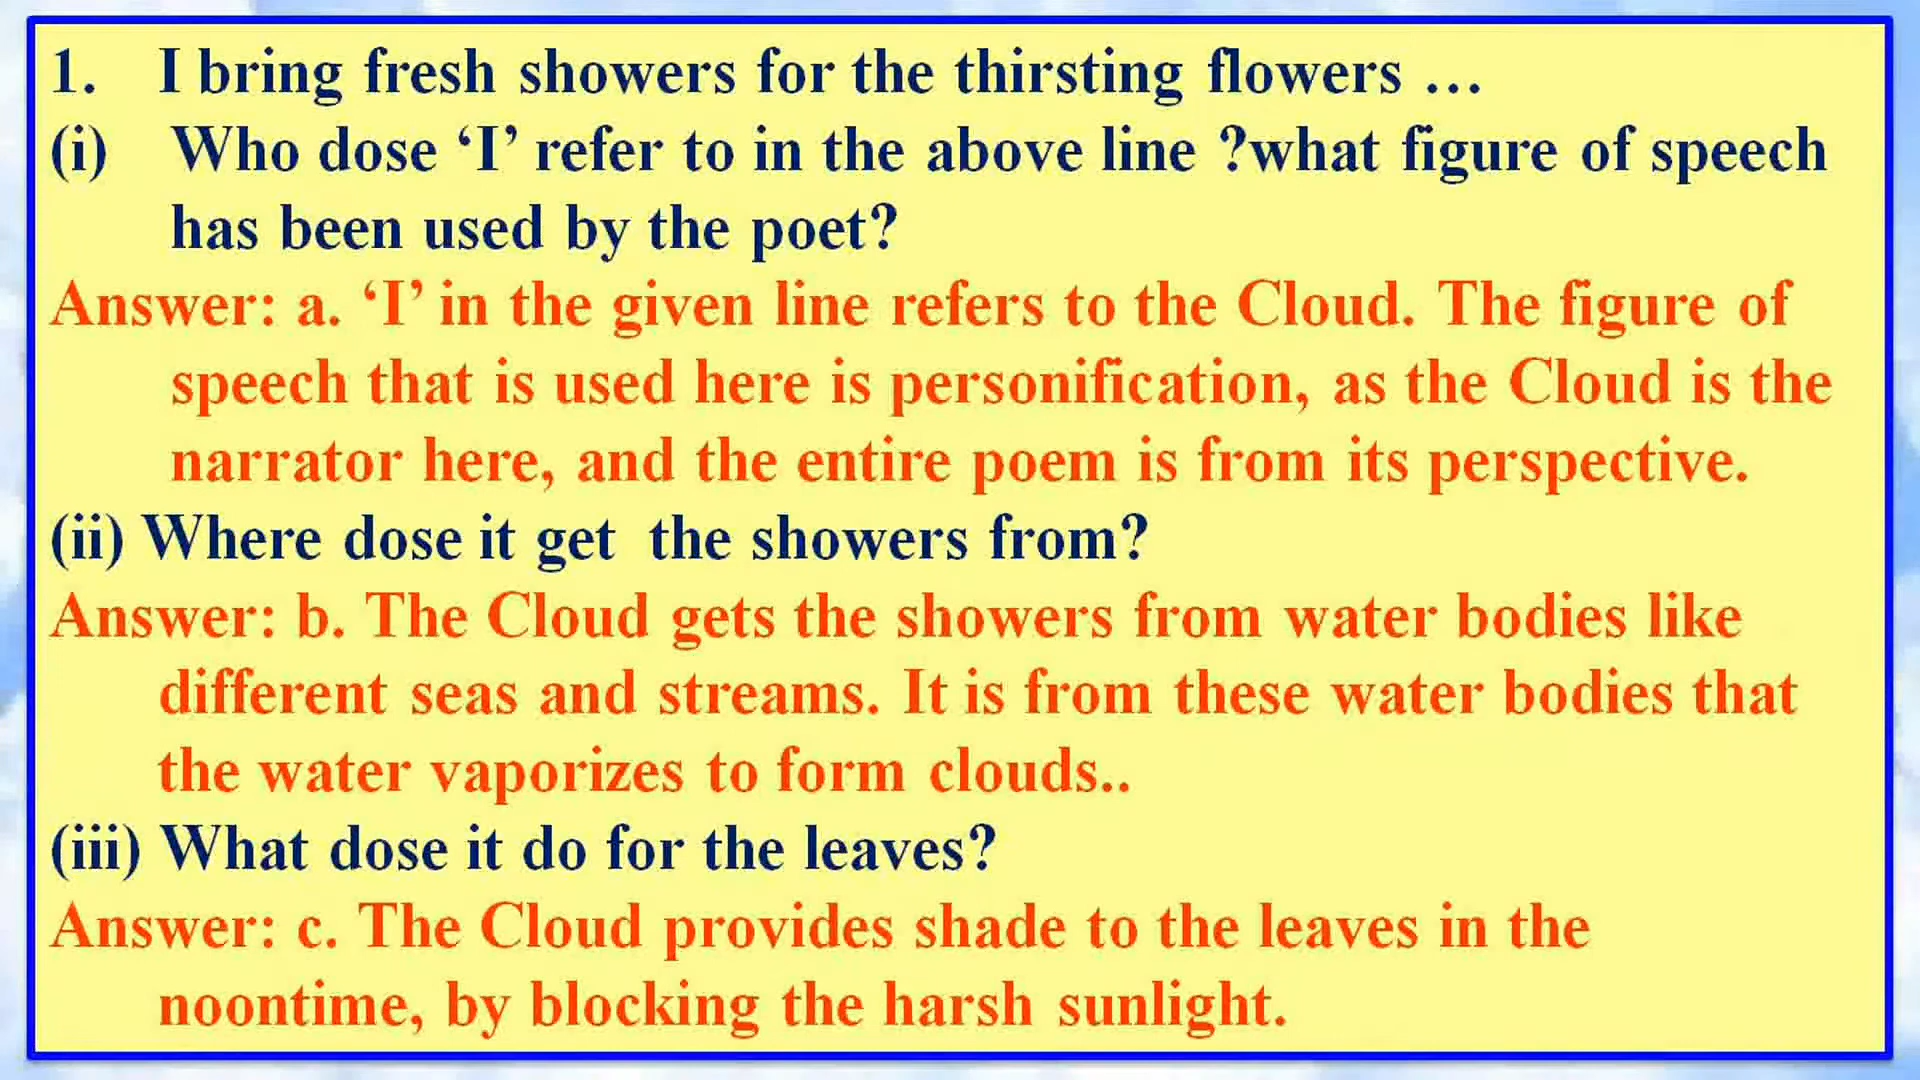 1. I bring fresh showers for the thirsting flowers …
(i) Who dose ‘I’ refer to in the above line ?what figure of speech
has been used by the poet?
Answer: a. ‘I’ in the given line refers to the Cloud. The figure of
speech that is used here is personification, as the Cloud is the
narrator here, and the entire poem is from its perspective.
(ii) Where dose it get the showers from?
Answer: b. The Cloud gets the showers from water bodies like
different seas and streams. It is from these water bodies that
the water vaporizes to form clouds..
(iii) What dose it do for the leaves?
Answer: c. The Cloud provides shade to the leaves in the
noontime, by blocking the harsh sunlight.